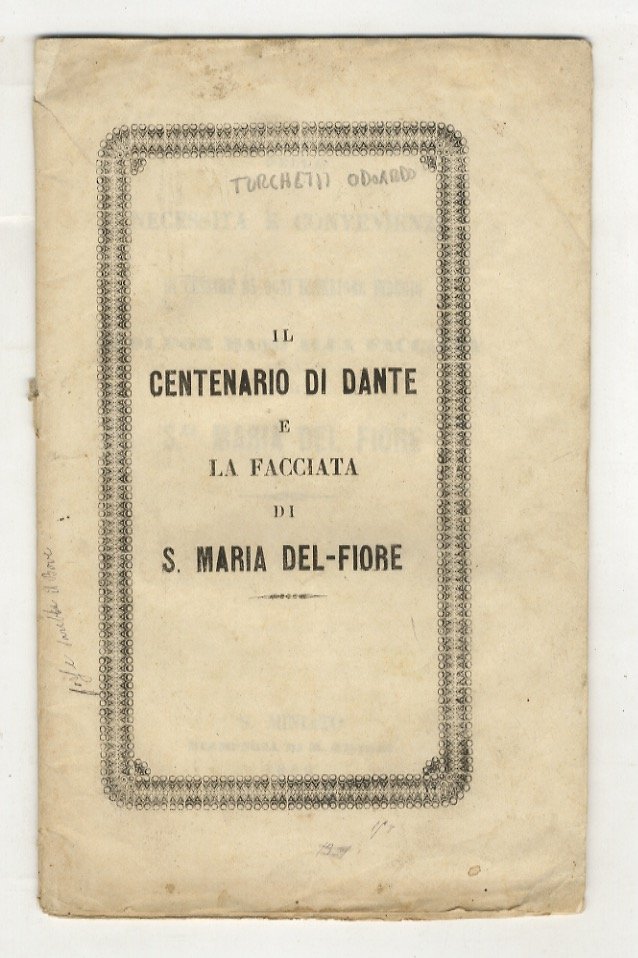 TURCHETTI ODOARDO
IL
CENTENARIO DI DANTE
E
LA FACCIATA
DI
S. MARIA DEL-FIORE